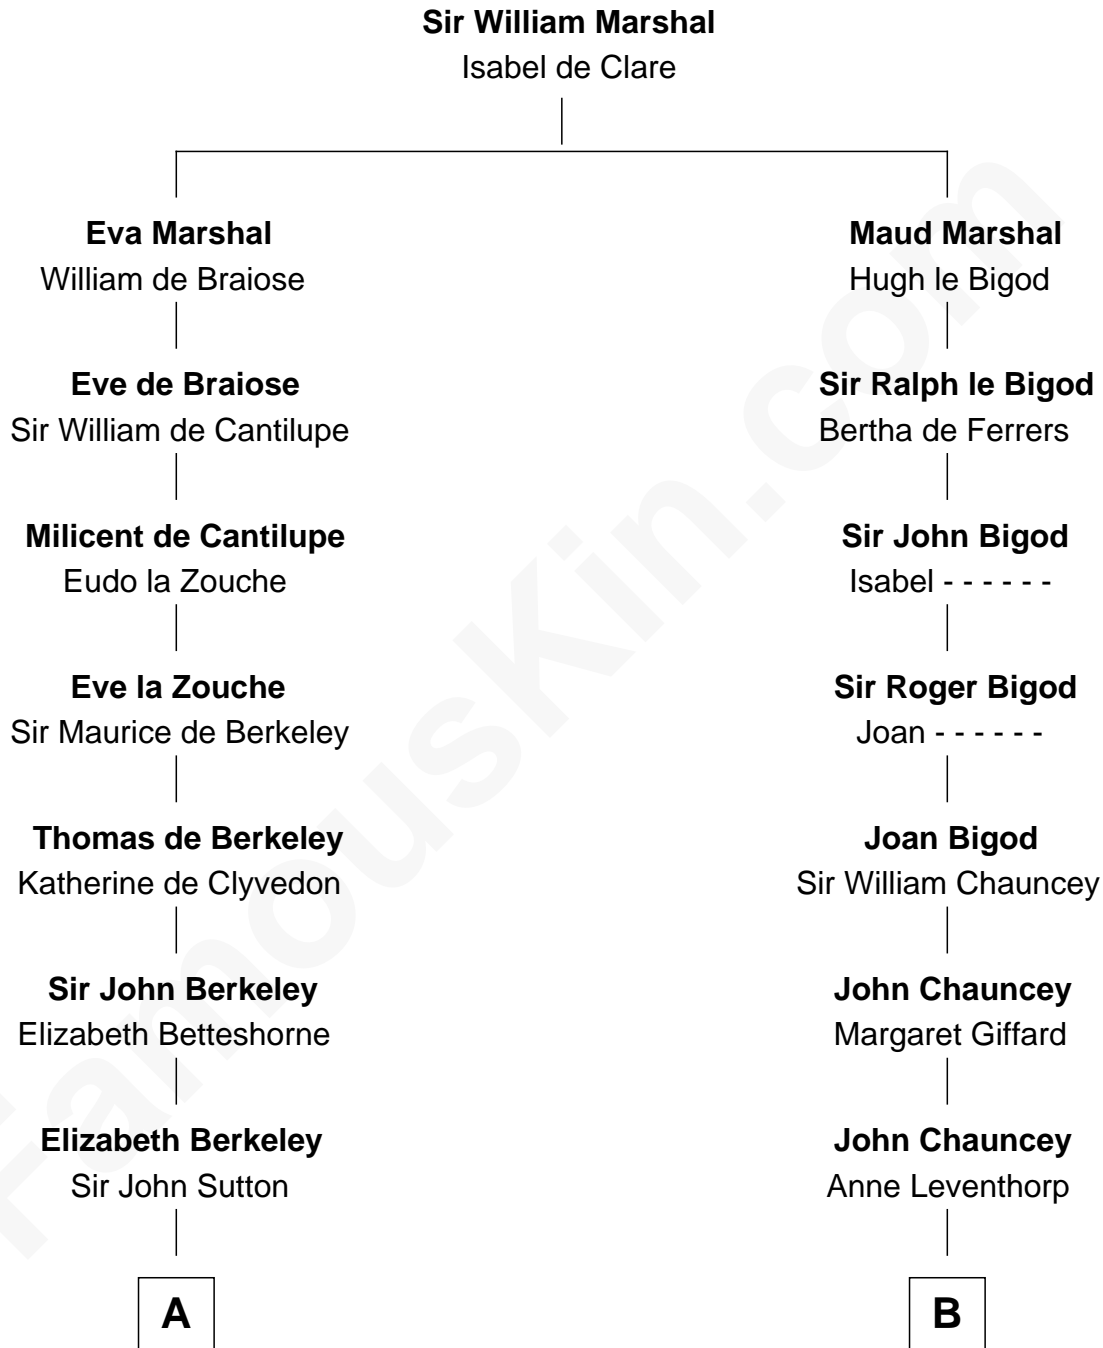 Sir William Marshal
Isabel de Clare
Eva Marshal
William de Braiose
Maud Marshal
Hugh le Bigod
Eve de Braiose
Sir William de Cantilupe
Sir Ralph le Bigod
Bertha de Ferrers
Milicent de Cantilupe
Eudo la Zouche
Sir John Bigod
Isabel - - - - - -
Eve la Zouche
Sir Maurice de Berkeley
Sir Roger Bigod
Joan - - - - - -
Thomas de Berkeley
Katherine de Clyvedon
Joan Bigod
Sir William Chauncey
Sir John Berkeley
Elizabeth Betteshorne
John Chauncey
Margaret Giffard
Elizabeth Berkeley
Sir John Sutton
John Chauncey
Anne Leventhorp
A
B
FamousKin.com